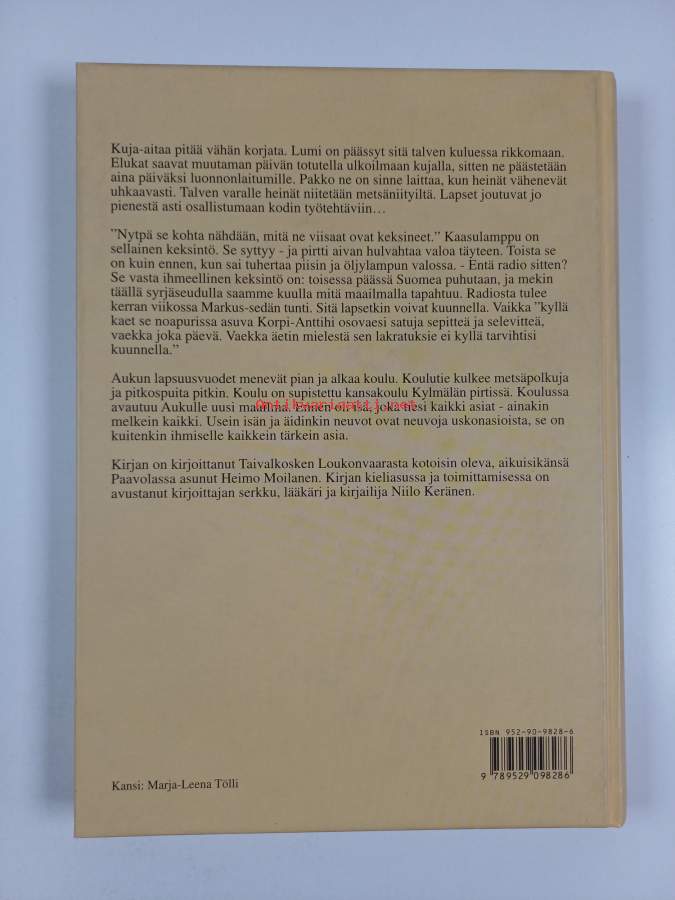 Kuja-aitaa pitää vähän korjata. Lumi on päässyt sitä talven kuluessa rikkomaan.
Elukat saavat muutaman päivän totutella ulkoilmaan kujalla, sitten ne päästetään
aina päiväksi luonnonlaitumille. Pakko ne on sinne laittaa, kun heinät vähenevät
uhkaavasti. Talven varalle heinät niitetään metsäniityiltä. Lapset joutuvat jo
pienestä asti osallistumaan kodin työtehtäviin…
”Nytpä se kohta nähdään, mitä ne viisaat ovat keksineet.” Kaasulamppu on
sellainen keksintö. Se syttyy - ja pirtti aivan hulvahtaa valoa täyteen. Toista se
on kuin ennen, kun sai tuhertaa piisin ja öljylampun valossa. - Entä radio sitten?
Se vasta ihmeellinen keksintö on: toisessa päässä Suomea puhutaan, ja mekin
täällä syrjäseudulla saamme kuulla mitä maailmalla tapahtuu. Radiosta tulee
kerran viikossa Markus-sedän tunti. Sitä lapsetkin voivat kuunnella. Vaikka ”kyllä
kaet se noapurissa asuva Korpi-Anttihi osovaesi satuja sepitteä ja selevitteä,
vaekka joka päevä. Vaekka äetin mielestä sen lakratuksie ei kyllä tarvihtisi
kuunnella.”
Aukun lapsuusvuodet menevät pian ja alkaa koulu. Koulutie kulkee metsäpolkuja
ja pitkospuita pitkin. Koulu on supistettu kansakoulu Kylmälän pirtissä. Koulussa
avautuu Aukulle uusi maailma. Ennen oli isä, joka tiesi kaikki asiat - ainakin
melkein kaikki. Usein isän ja äidinkin neuvot ovat neuvoja uskonasioista, se on
kuitenkin ihmiselle kaikkein tärkein asia.
Kirjan on kirjoittanut Taivalkosken Loukonvaarasta kotoisin oleva, aikuisikänsä
Paavolassa asunut Heimo Moilanen. Kirjan kieliasussa ja toimittamisessa on
avustanut kirjoittajan serkku, lääkäri ja kirjailija Niilo Keränen.
Antikvariaatti.net
ISBN 952-90-9828-6
9 789529 098286
Kansi: Marja-Leena Tölli